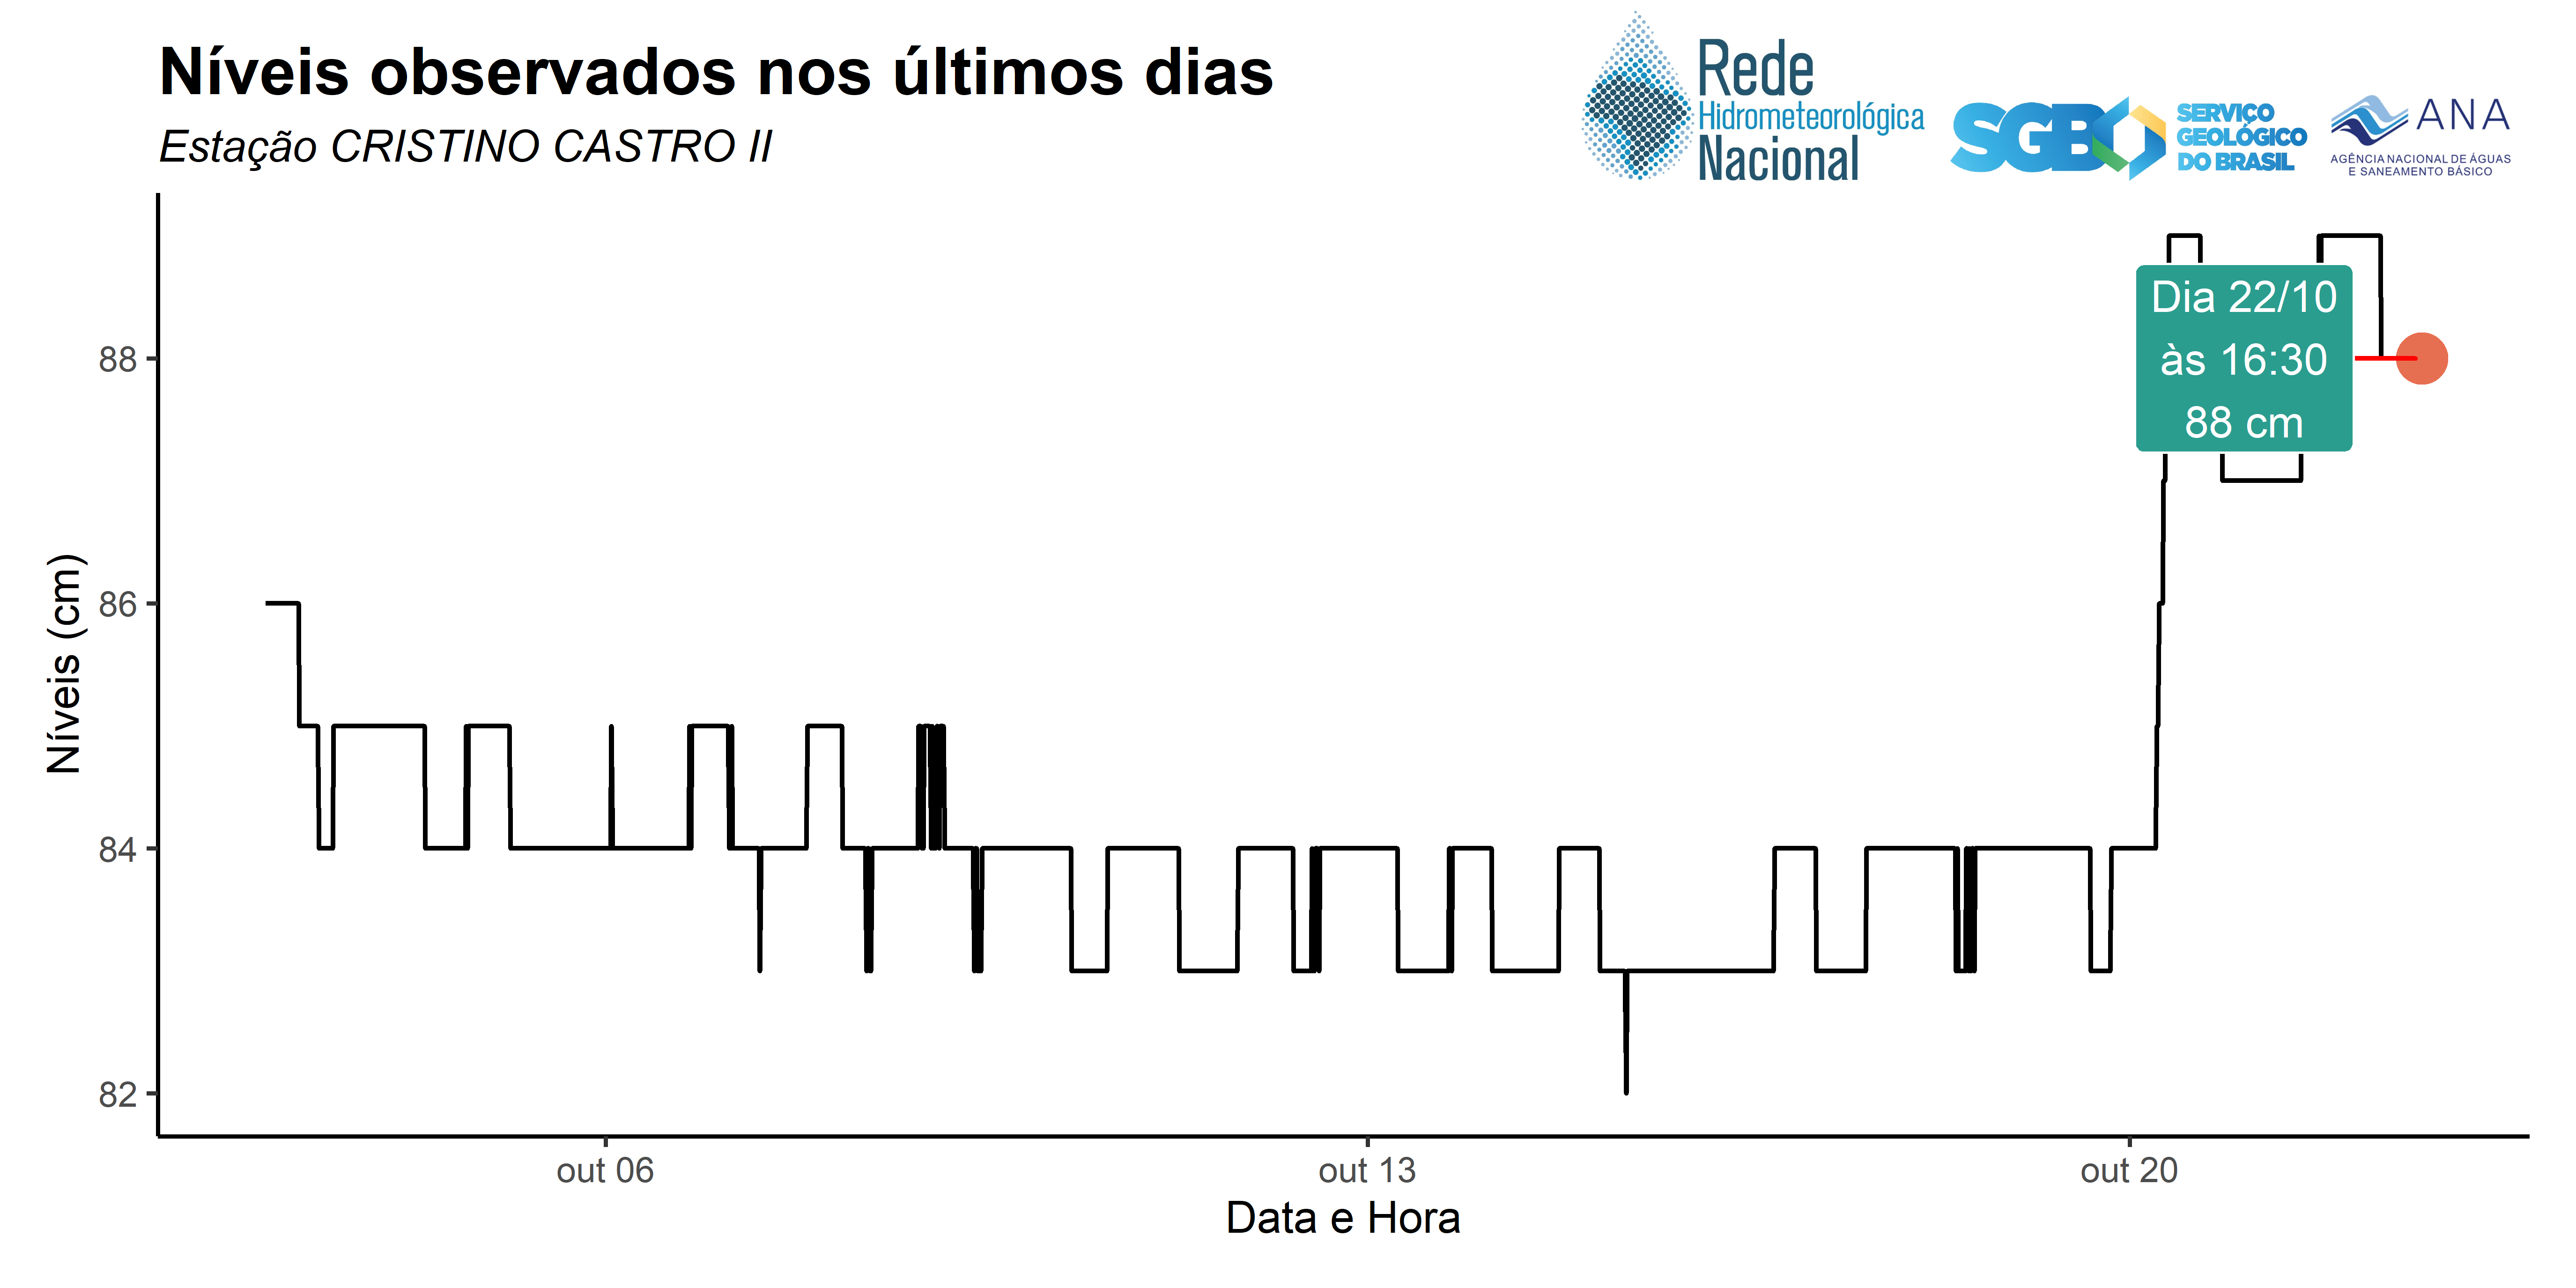 Níveis observados nos últimos dias
Estação CRISTINO CASTRO II
Rede
Hidrometeorológica
Nacional
SGB
SERVIÇO
GEOLÓGICO
DO BRASIL
ANA
AGÊNCIA NACIONAL DE ÁGUAS
E SANEAMENTO BÁSICO
Níveis (cm)
88
86
84
82
Dia 22/10
às 16:30
88 cm
out 06
out 13
out 20
Data e Hora